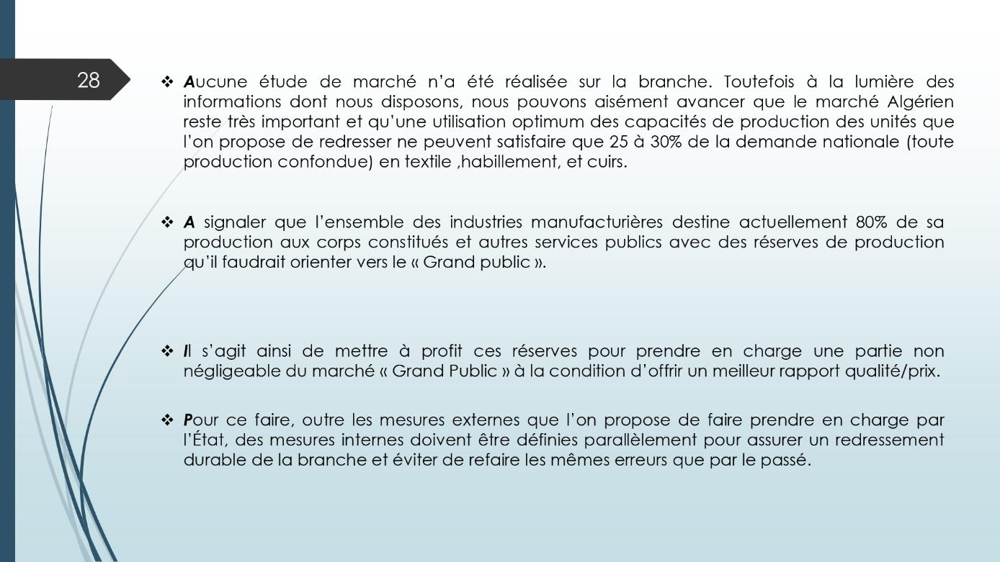 28
❖ Aucune étude de marché n’a été réalisée sur la branche. Toutefois à la lumière des
informations dont nous disposons, nous pouvons aisément avancer que le marché Algérien
reste très important et qu’une utilisation optimum des capacités de production des unités que
l’on propose de redresser ne peuvent satisfaire que 25 à 30% de la demande nationale (toute
production confondue) en textile ,habillement, et cuirs.
❖ A signaler que l’ensemble des industries manufacturières destine actuellement 80% de sa
production aux corps constitués et autres services publics avec des réserves de production
qu’il faudrait orienter vers le « Grand public ».
❖ Il s’agit ainsi de mettre à profit ces réserves pour prendre en charge une partie non
négligeable du marché « Grand Public » à la condition d’offrir un meilleur rapport qualité/prix.
❖ Pour ce faire, outre les mesures externes que l’on propose de faire prendre en charge par
l’État, des mesures internes doivent être définies parallèlement pour assurer un redressement
durable de la branche et éviter de refaire les mêmes erreurs que par le passé.